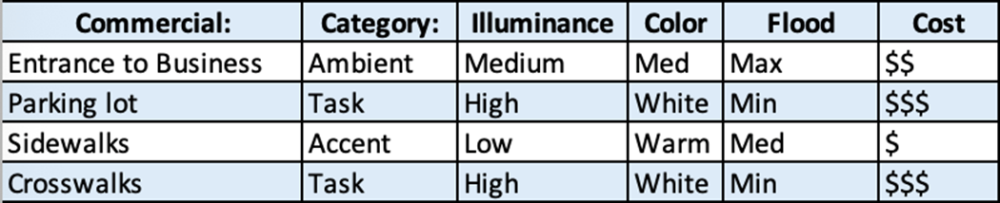 Commercial: Category: Illuminance Color Flood Cost
Entrance to Business Ambient Medium Med Max $$
Parking lot Task High White Min $$$
Sidewalks Accent Low Warm Med $
Crosswalks Task High White Min $$$